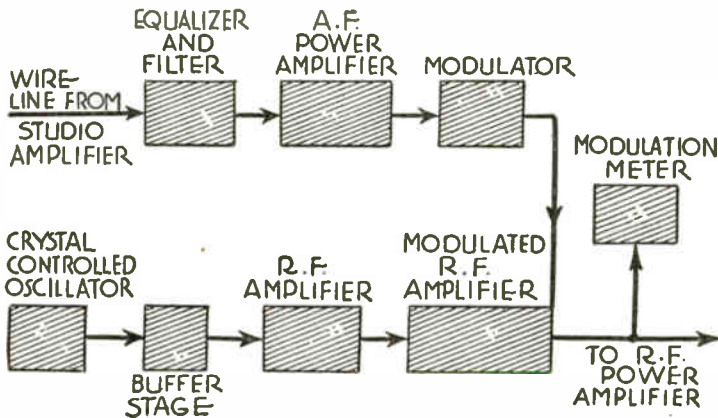 EQUALIZER
AND
FILTER
A.F.
POWER
AMPLIFIER
MODULATOR
WIRE-
LINE FROM
STUDIO
AMPLIFIER
MODULATION
METER
CRYSTAL
CONTROLLED
OSCILLATOR
R.F.
AMPLIFIER
MODULATED
R.F.
AMPLIFIER
BUFFER
STAGE
TO R.F.
POWER
AMPLIFIER